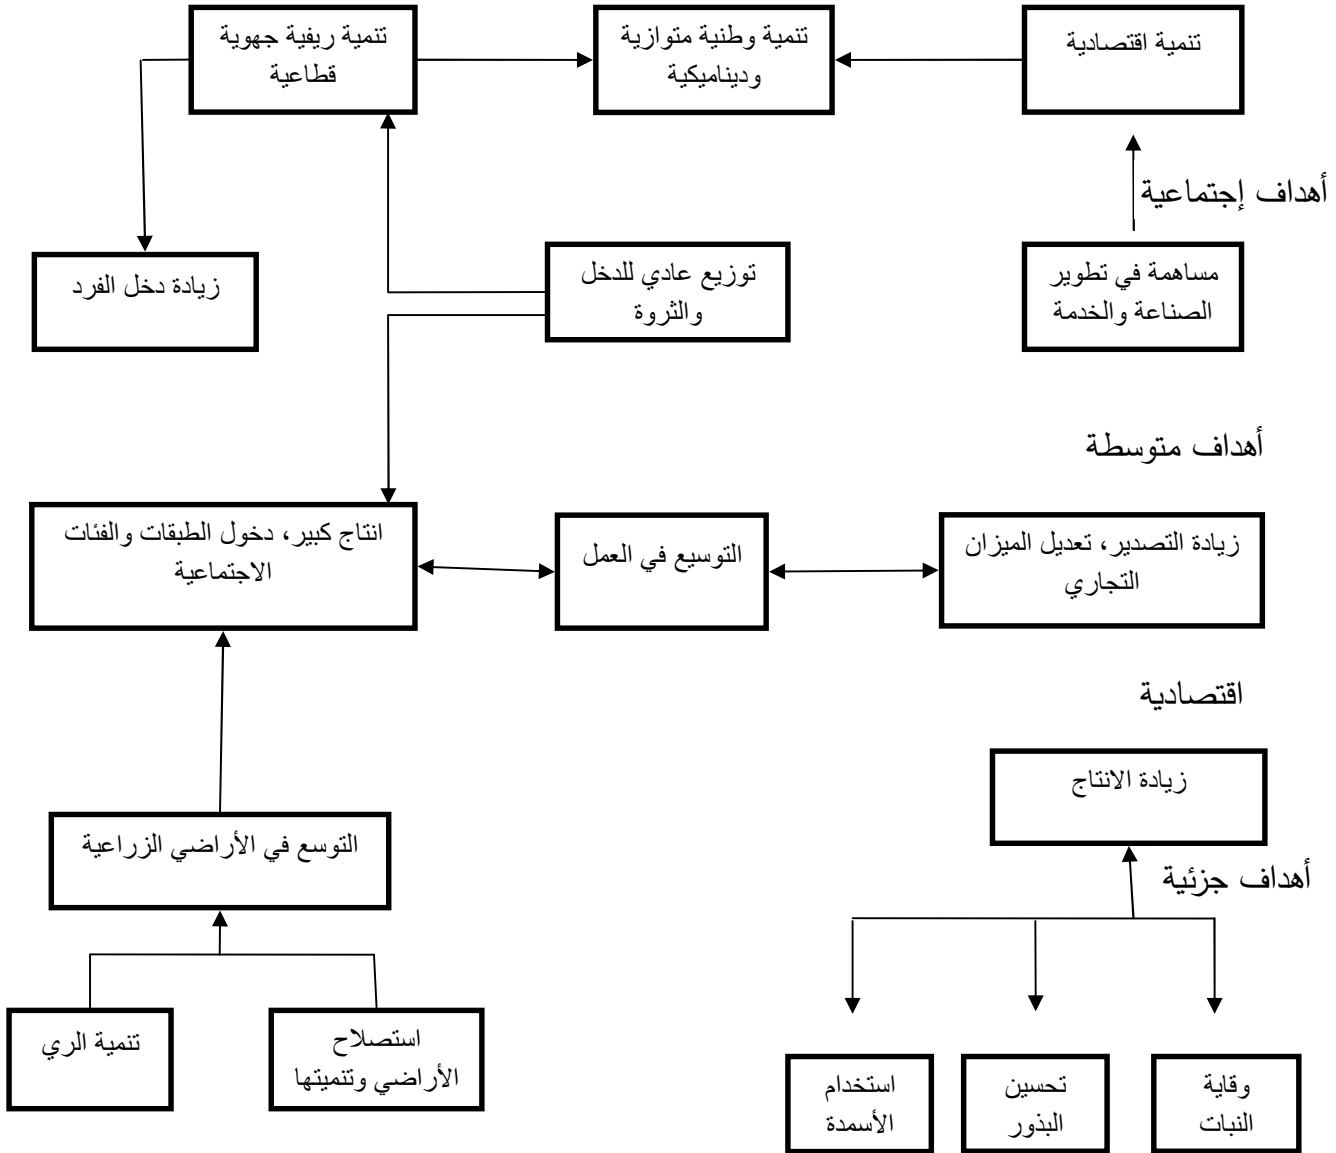 تنمية اقتصادية
تنمية وطنية متوازية
وديناميكية
تنمية ريفية جهوية
قطاعية
أهداف إجتماعية
مساهمة في تطوير
الصناعة والخدمة
توزيع عادي للدخل
والثروة
زيادة دخل الفرد
أهداف متوسطة
زيادة التصدير، تعديل الميزان
التجاري
التوسيع في العمل
انتاج كبير، دخول الطبقات والفئات
الاجتماعية
اقتصادية
زيادة الانتاج
التوسع في الأراضي الزراعية
أهداف جزئية
وقاية
النبات
تحسين
البذور
استخدام
الأسمدة
استصلاح
الأراضي وتنميتها
تنمية الري